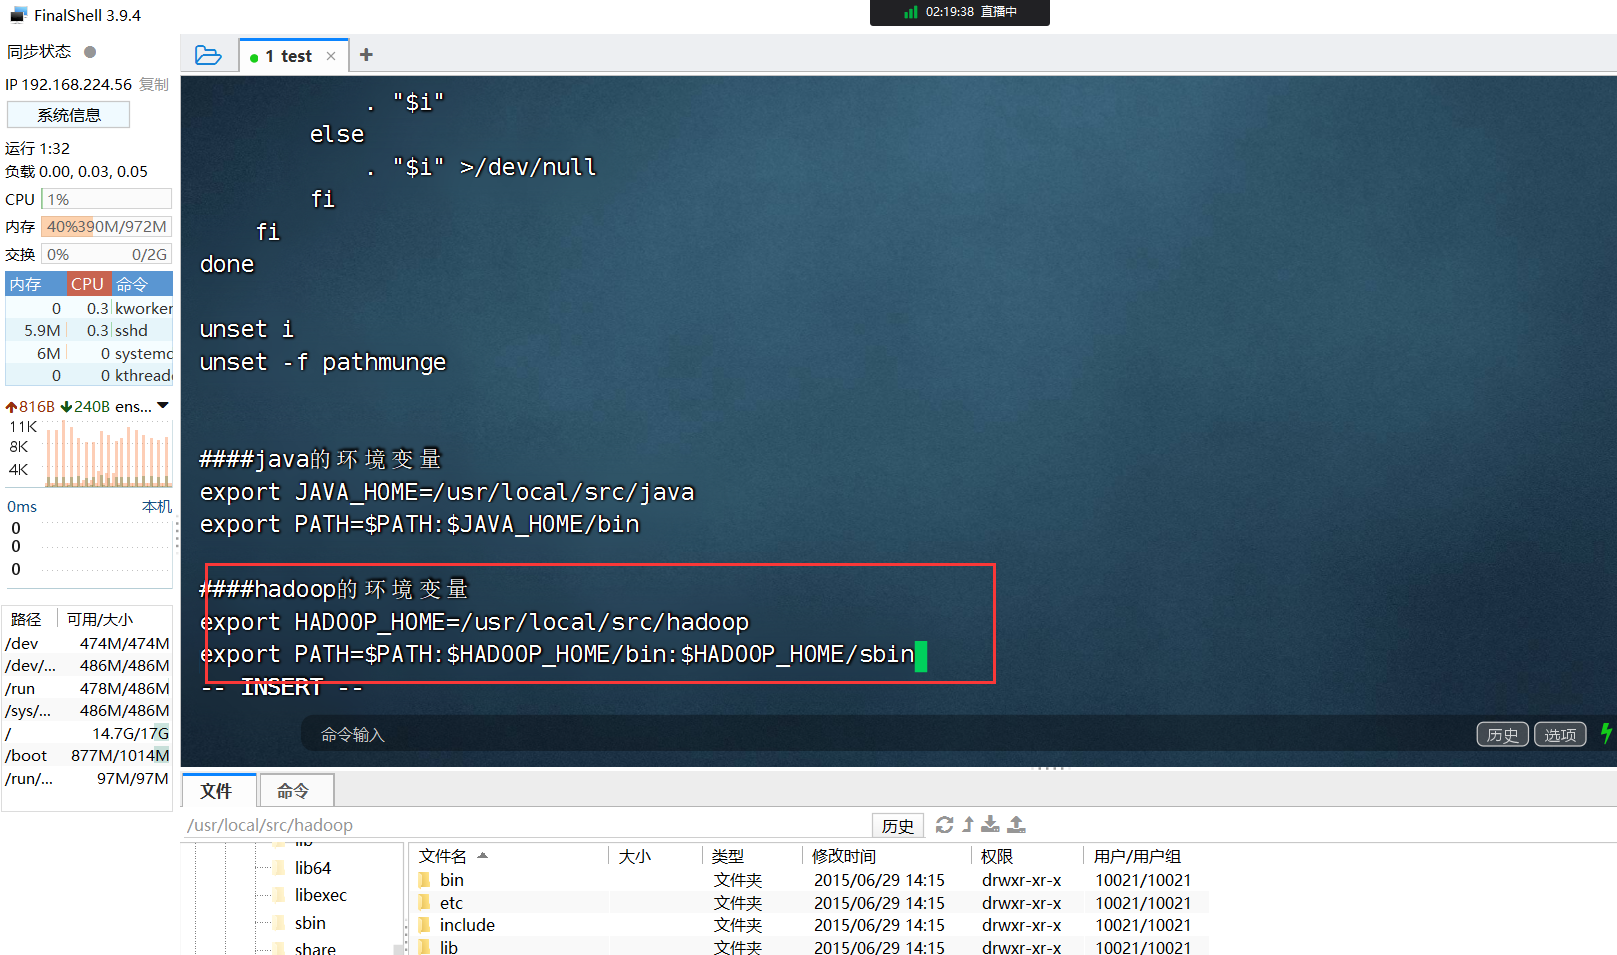 FinalShell 3.9.4
02:19:38 直播中
同步状态
1 test × +
IP 192.168.224.56 复制
系统信息
运行 1:32
负载 0.00, 0.03, 0.05
CPU 1%
内存 40%390M/972M
交换 0% 0/2G
内存 CPU 命令
0 0.3 kworker
5.9M 0.3 sshd
6M 0 systemd
0 0 kthread
816B 240B ens...
11K
8K
4K
0ms 本机
0
0
0
路径 可用/大小
/dev 474M/474M
/dev/... 486M/486M
/run 478M/486M
/sys/... 486M/486M
/ 14.7G/17G
/boot 877M/1014M
/run/... 97M/97M
. "$i"
else
. "$i" >/dev/null
fi
fi
done
unset i
unset -f pathmunge
####java的环境变量
export JAVA_HOME=/usr/local/src/java
export PATH=$PATH:$JAVA_HOME/bin
####hadoop的环境变量
export HADOOP_HOME=/usr/local/src/hadoop
export PATH=$PATH:$HADOOP_HOME/bin:$HADOOP_HOME/sbin
-- INSERT --
命令输入 历史 选项
文件 命令
/usr/local/src/hadoop 历史
lib
lib64
libexec
sbin
share
文件名 大小 类型 修改时间 权限 用户/用户组
bin 文件夹 2015/06/29 14:15 drwxr-xr-x 10021/10021
etc 文件夹 2015/06/29 14:15 drwxr-xr-x 10021/10021
include 文件夹 2015/06/29 14:15 drwxr-xr-x 10021/10021
lib 文件夹 2015/06/29 14:15 drwxr-xr-x 10021/10021